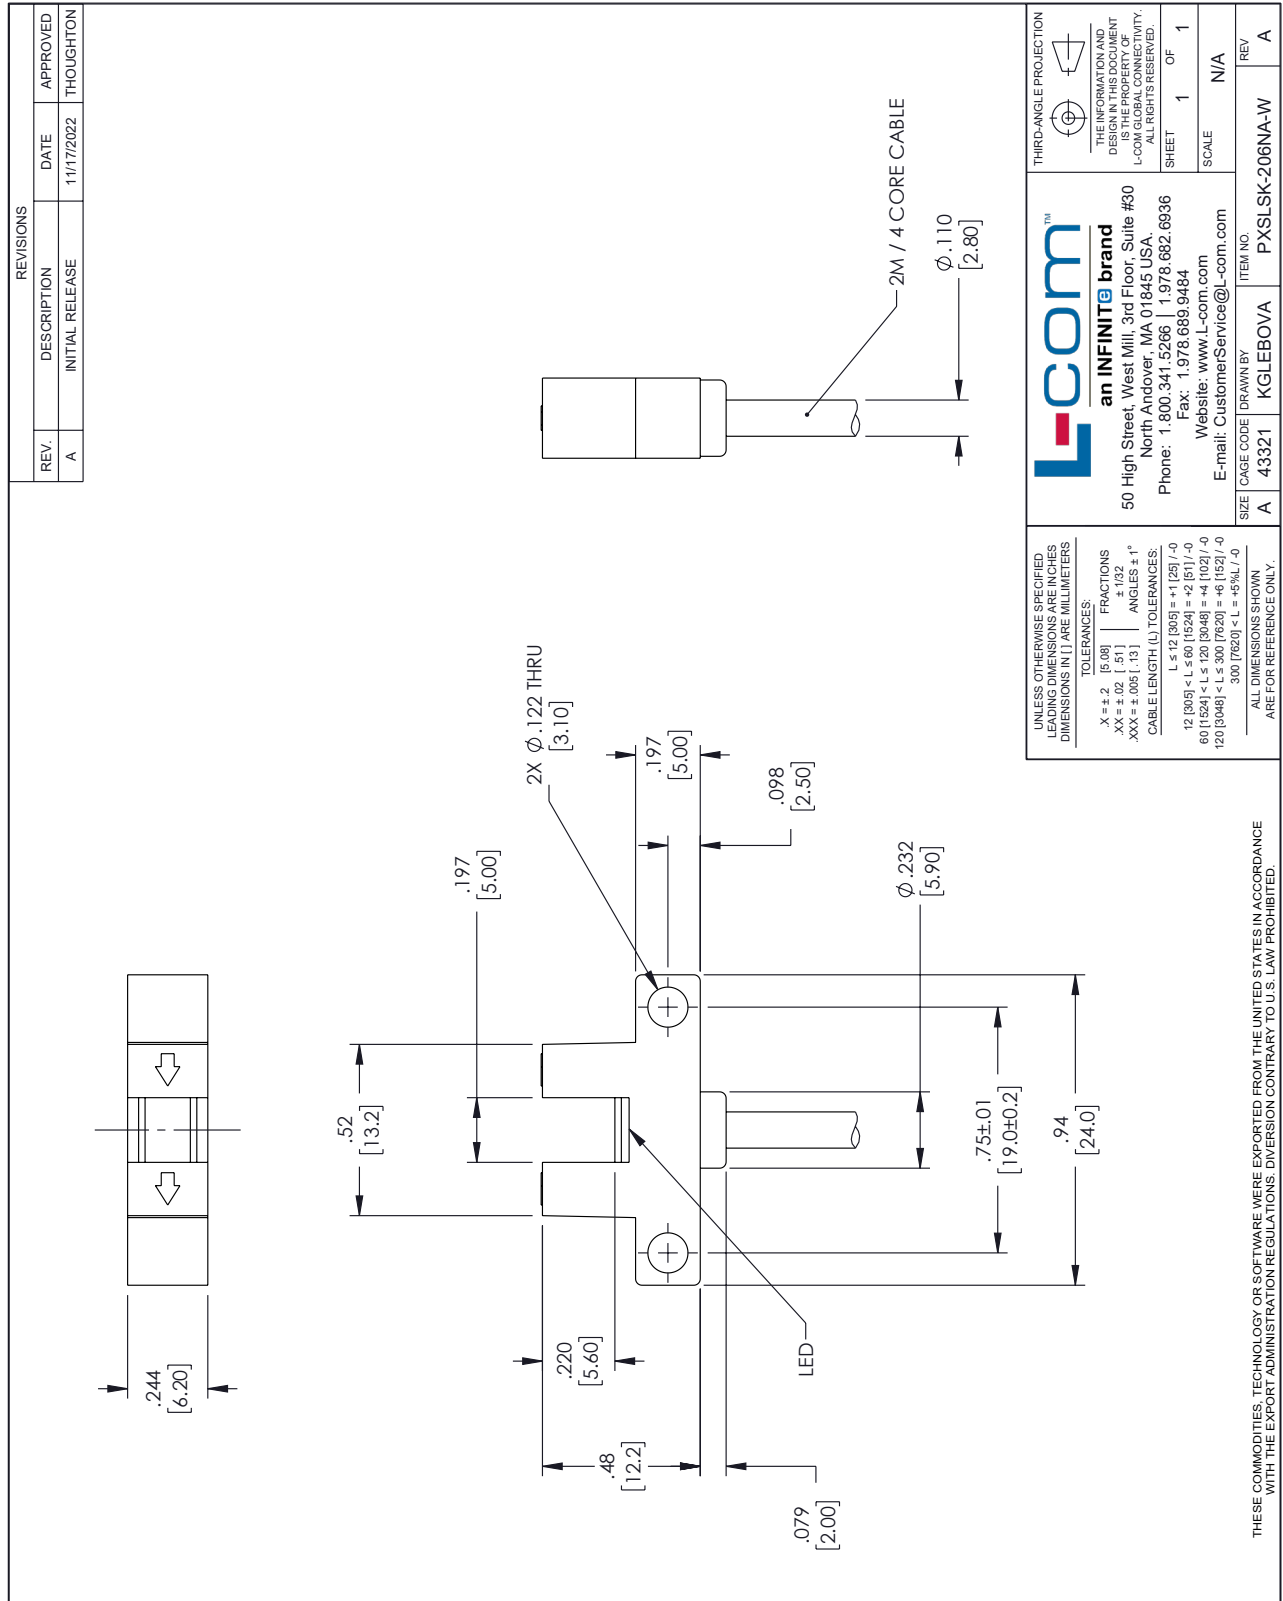 REVISIONS
REV. DESCRIPTION DATE APPROVED
A INITIAL RELEASE 11/17/2022 THOUGHTON
.244
[6.20]
.52
[13.2]
.197
[5.00]
2X Ø.122 THRU
[3.10]
.197
[5.00]
.098
[2.50]
Ø.232
[5.90]
.75±.01
[19.0±0.2]
.94
[24.0]
.220
[5.60]
LED
.48
[12.2]
.079
[2.00]
2M / 4 CORE CABLE
Ø.110
[2.80]
THESE COMMODITIES, TECHNOLOGY OR SOFTWARE WERE EXPORTED FROM THE UNITED STATES IN ACCORDANCE
WITH THE EXPORT ADMINISTRATION REGULATIONS. DIVERSION CONTRARY TO U.S. LAW PROHIBITED.
UNLESS OTHERWISE SPECIFIED
LEADING DIMENSIONS ARE INCHES
DIMENSIONS IN [ ] ARE MILLIMETERS
TOLERANCES:
.X = ±.2 [5.08] FRACTIONS
.XX = ±.02 [.51] ± 1/32
.XXX = ±.005 [.13] ANGLES ± 1°
CABLE LENGTH (L) TOLERANCES:
L ≤ 12 [305] = +1 [25] / -0
12 [305] < L ≤ 60 [1524] = +2 [51] / -0
60 [1524] < L ≤ 120 [3048] = +4 [102] / -0
120 [3048] < L ≤ 300 [7620] = +6 [152] / -0
300 [7620] < L = +5%L / -0
ALL DIMENSIONS SHOWN
ARE FOR REFERENCE ONLY.
L-com™
an INFINITe brand
50 High Street, West Mill, 3rd Floor, Suite #30
North Andover, MA 01845 USA.
Phone: 1.800.341.5266 | 1.978.682.6936
Fax: 1.978.689.9484
Website: www.L-com.com
E-mail: CustomerService@L-com.com
THIRD-ANGLE PROJECTION
THE INFORMATION AND
DESIGN IN THIS DOCUMENT
IS THE PROPERTY OF
L-COM GLOBAL CONNECTIVITY.
ALL RIGHTS RESERVED.
SHEET 1 OF 1
SCALE N/A
SIZE CAGE CODE DRAWN BY ITEM NO. REV
A 43321 KGLEBOVA PXSLSK-206NA-W A